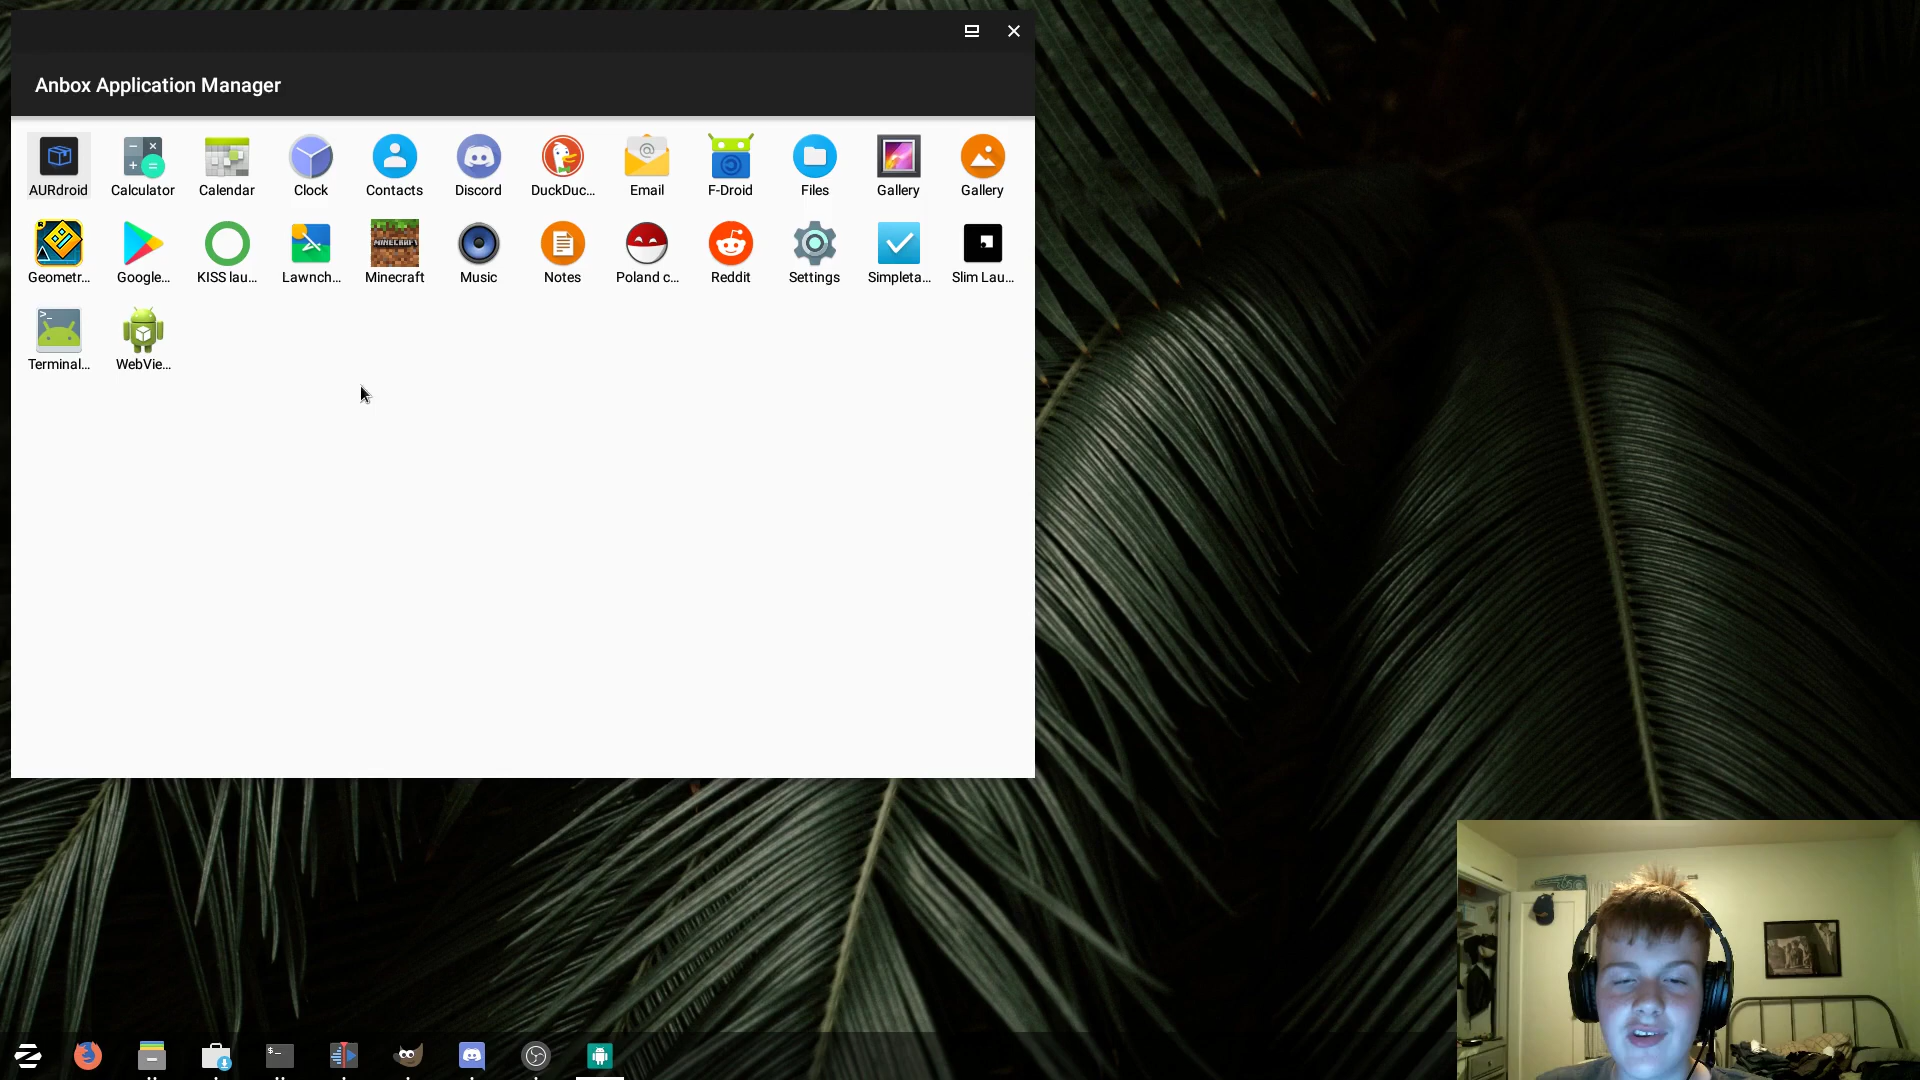 Anbox Application Manager
AURdroid Calculator Calendar Clock Contacts Discord DuckDuc... Email F-Droid Files Gallery Gallery
MINECRAFT
Geometr... Google... KISS lau... Lawnch... Minecraft Music Notes Poland c... Reddit Settings Simpleta... Slim Lau...
>_
Terminal... WebVie...
$_